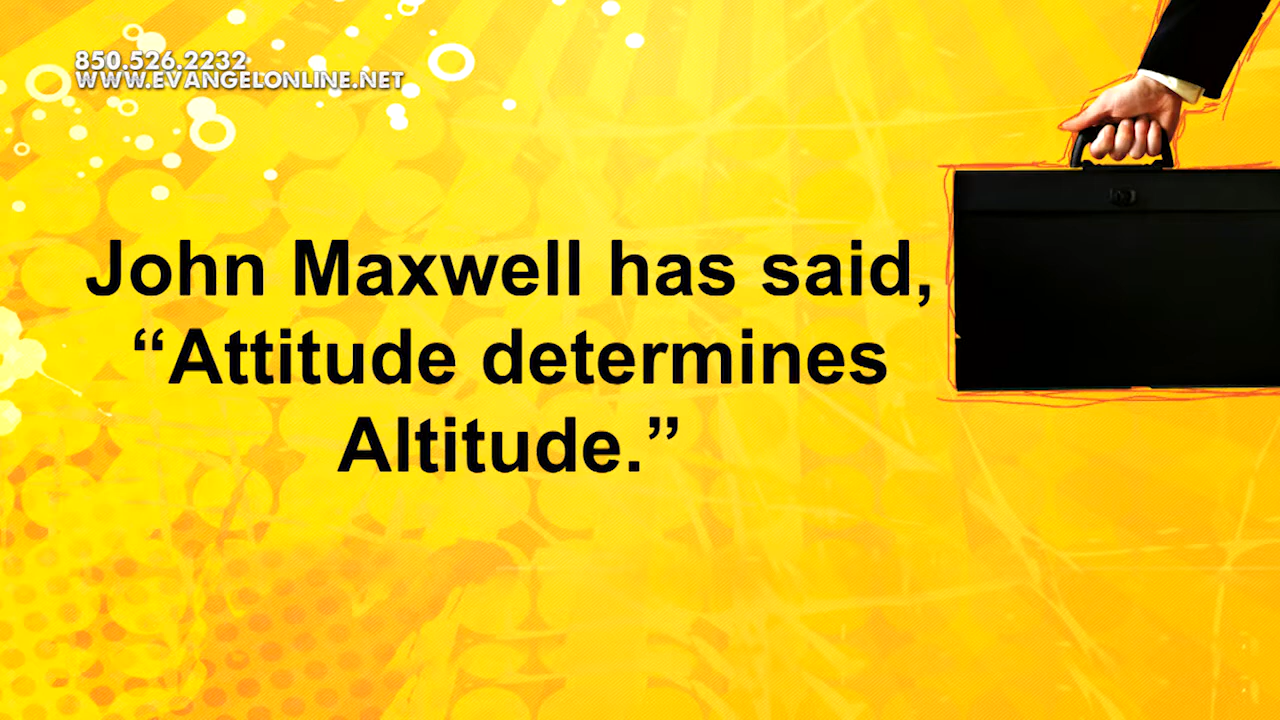 850.526.2232
WWW.EVANGELONLINE.NET
John Maxwell has said,
“Attitude determines
Altitude.”